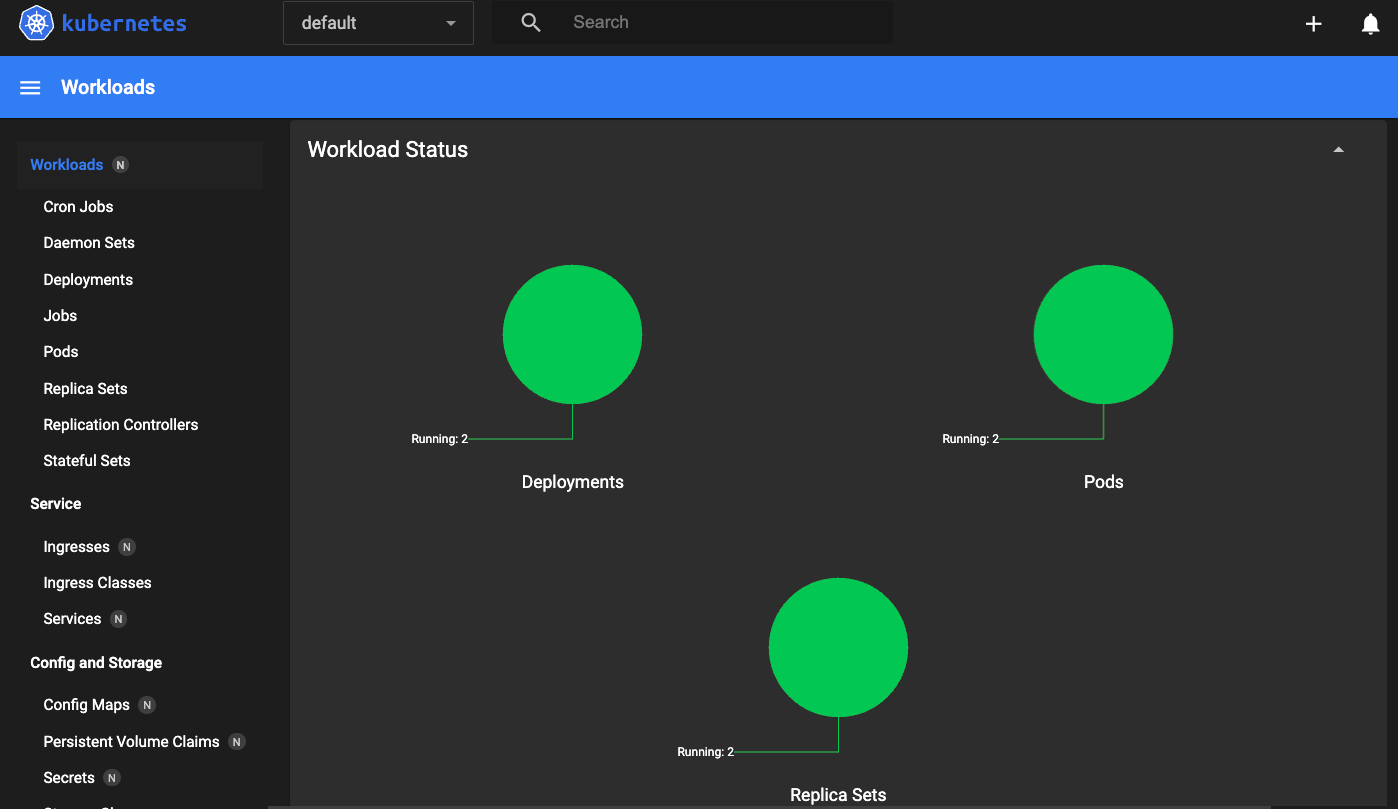 kubernetes
default
Search
Workloads
Workloads N
Cron Jobs
Daemon Sets
Deployments
Jobs
Pods
Replica Sets
Replication Controllers
Stateful Sets
Service
Ingresses N
Ingress Classes
Services N
Config and Storage
Config Maps N
Persistent Volume Claims N
Secrets N
Workload Status
Running: 2
Deployments
Running: 2
Pods
Running: 2
Replica Sets